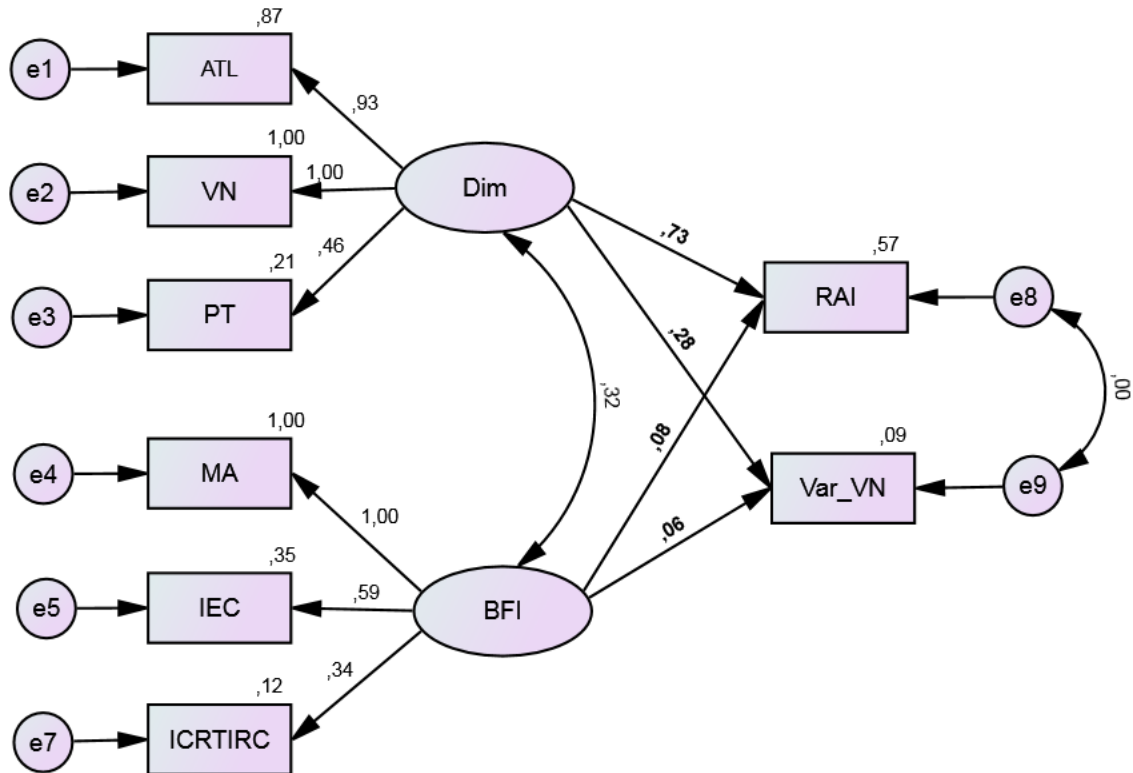 ,87
e1
ATL
,93
1,00
e2
VN
1,00
Dim
,46
,21
e3
PT
,73
,57
RAI
e8
,28
,32
,00
,08
1,00
e4
MA
,09
Var_VN
e9
1,00
,06
,35
e5
IEC
,59
BFI
,34
,12
e7
ICRTIRC